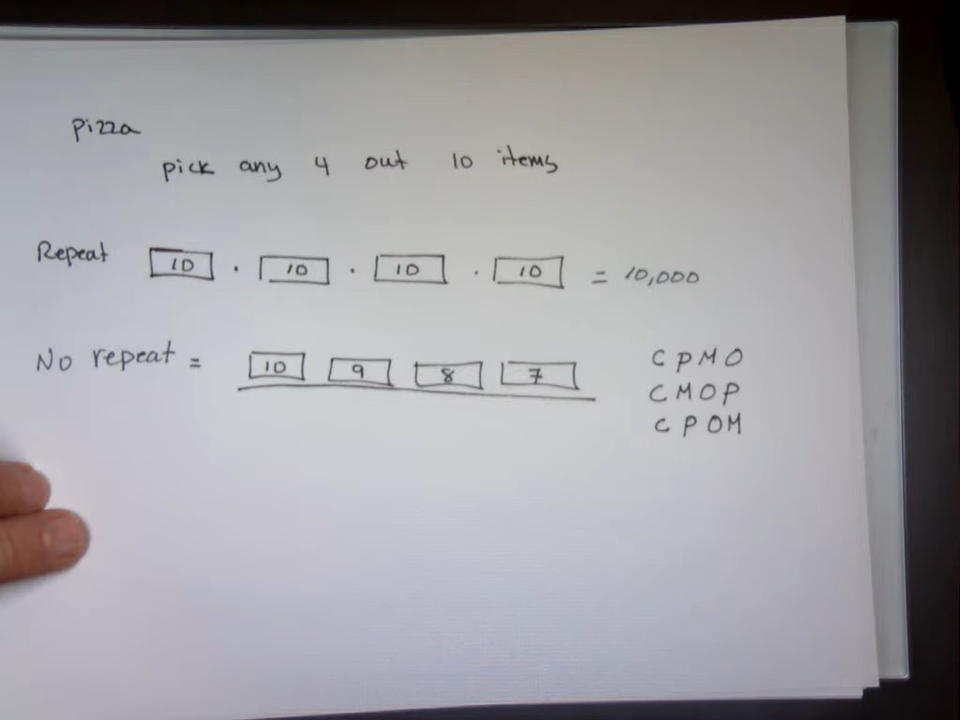 pizza
pick any 4 out 10 items
Repeat 10 . 10 . 10 . 10 = 10,000
No repeat = 10 9 8 7
CPMO
CMOP
CPOM